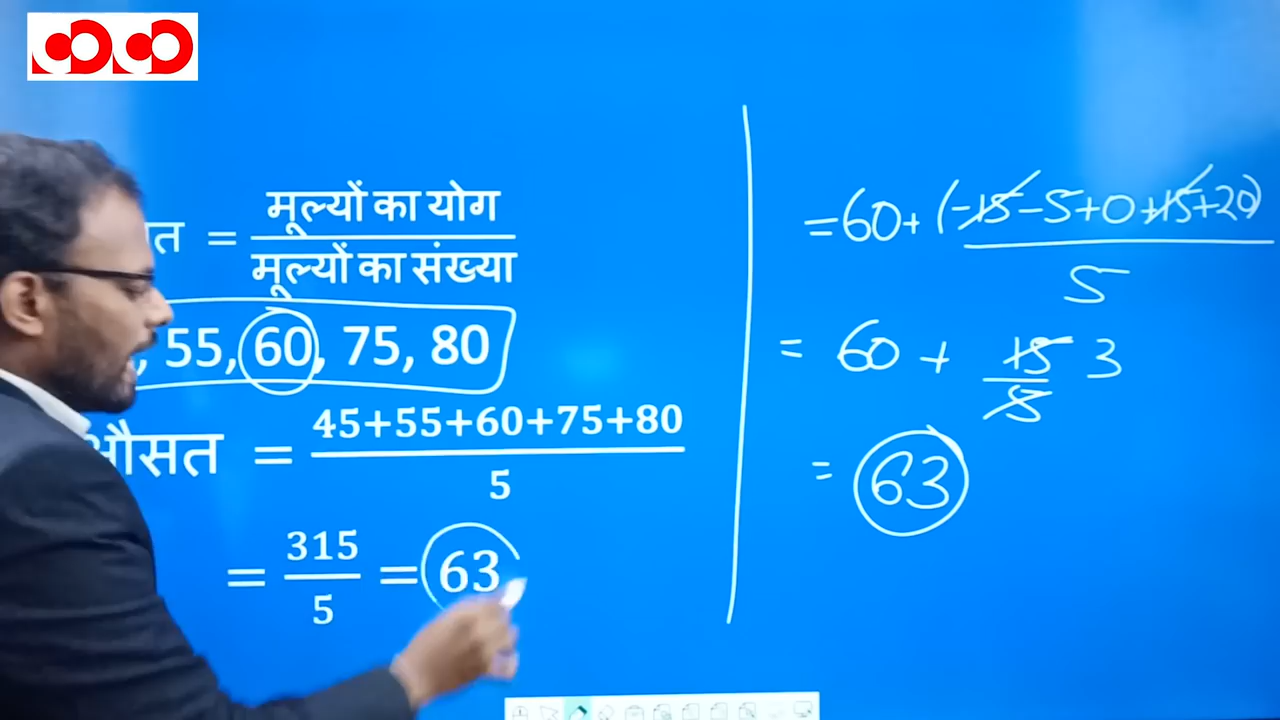 त = मूल्यों का योग
मूल्यों का संख्या
, 55, 60, 75, 80
औसत = 45+55+60+75+80
5
= 315
5
= 63
=60+ (-15-5+0+15+20)
5
= 60 + 15 3
5
= 63